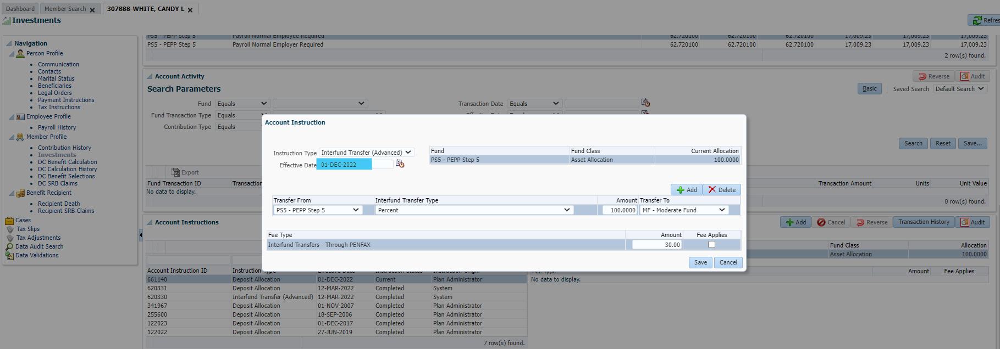 Dashboard Member Search 307888-WHITE, CANDY L
Investments
Refres
Navigation
Person Profile
Communication
Contacts
Marital Status
Beneficiaries
Legal Orders
Payment Instructions
Tax Instructions
Employee Profile
Payroll History
Member Profile
Contribution History
Investments
DC Benefit Calculation
DC Calculation History
DC Benefit Selections
DC SRB Claims
Benefit Recipient
Recipient Death
Recipient SRB Claims
Cases
Tax Slips
Tax Adjustments
Data Audit Search
Data Validations
PS5 - PEPP Step 5 Payroll Normal Employee Required 62.720100 62.720100 62.720100 17,009.23 17,009.23 17,009.23
PS5 - PEPP Step 5 Payroll Normal Employer Required 62.720100 62.720100 62.720100 17,009.23 17,009.23 17,009.23
2 row(s) found.
Account Activity Reverse Audit
Search Parameters Basic Saved Search Default Search
Fund Equals Transaction Date Equals
Fund Transaction Type Equals
Contribution Type Equals
Search Reset Save...
Export
Fund Transaction ID Transaction Amount Units Unit Value
No data to display.
0 row(s) found.
Account Instruction
Instruction Type Interfund Transfer (Advanced)
Effective Date 01-DEC-2022
Fund Fund Class Current Allocation
PS5 - PEPP Step 5 Asset Allocation 100.0000
Add Delete
Transfer From Interfund Transfer Type Amount Transfer To
PS5 - PEPP Step 5 Percent 100.0000 MF - Moderate Fund
Fee Type Amount Fee Applies
Interfund Transfers - Through PENFAX 30.00
Save Cancel
Account Instructions Add Cancel Reverse Transaction History Audit
Fund Class Allocation
Asset Allocation 100.0000
Account Instruction ID Instruction Type Effective Date Instruction Status Instruction Origin
661140 Deposit Allocation 01-DEC-2022 Current Plan Administrator
620331 Deposit Allocation 12-MAR-2022 Completed System
620330 Interfund Transfer (Advanced) 12-MAR-2022 Completed System
341967 Deposit Allocation 01-NOV-2007 Completed Plan Administrator
255600 Deposit Allocation 18-SEP-2006 Completed Plan Administrator
122023 Deposit Allocation 01-DEC-2017 Completed Plan Administrator
122022 Deposit Allocation 27-JUN-2019 Completed Plan Administrator
7 row(s) found.
Fee Type Amount Fee Applies
No data to display.